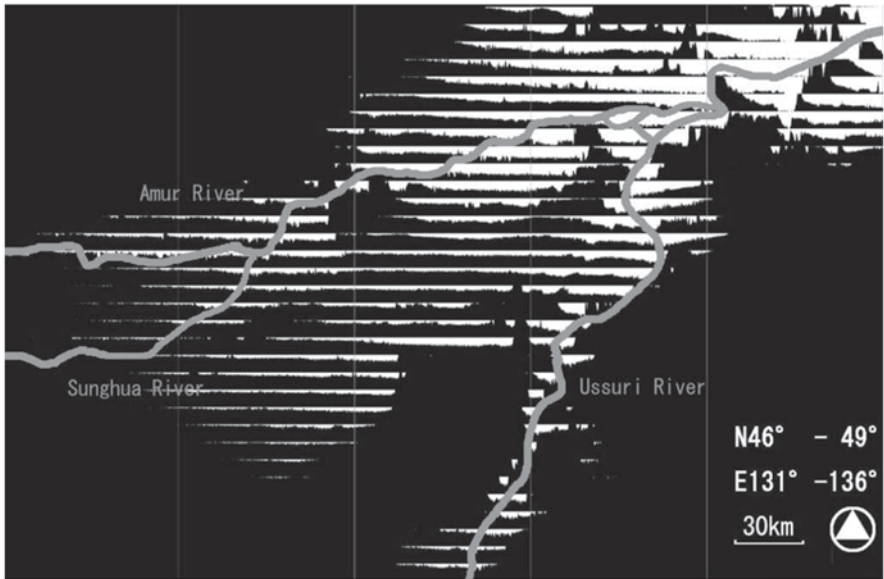 Amur River
Sunghua River
Ussuri River
N46° - 49°
E131° -136°
30km